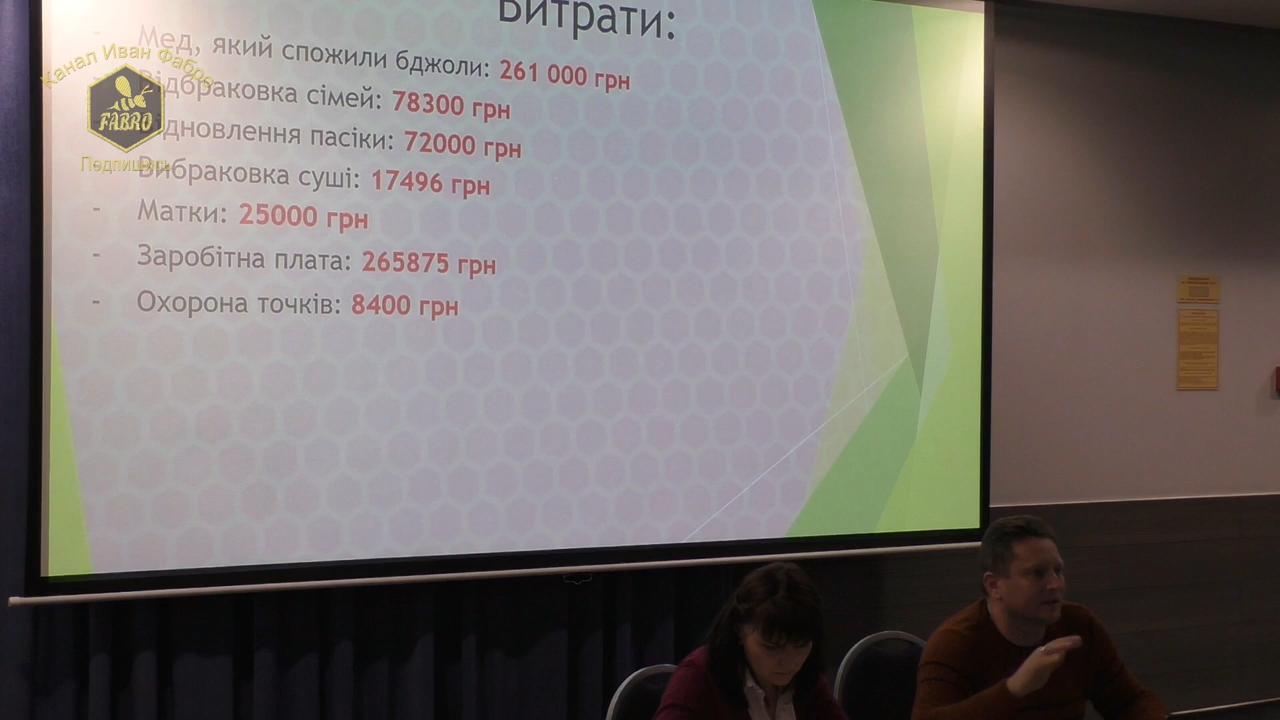 Витрати:
- Мед, який спожили бджоли: 261 000 грн
Відбраковка сімей: 78300 грн
Відновлення пасіки: 72000 грн
Вибраковка суші: 17496 грн
- Матки: 25000 грн
- Заробітна плата: 265875 грн
- Охорона точків: 8400 грн
Канал Иван Фабро
FABRO
Подпишись